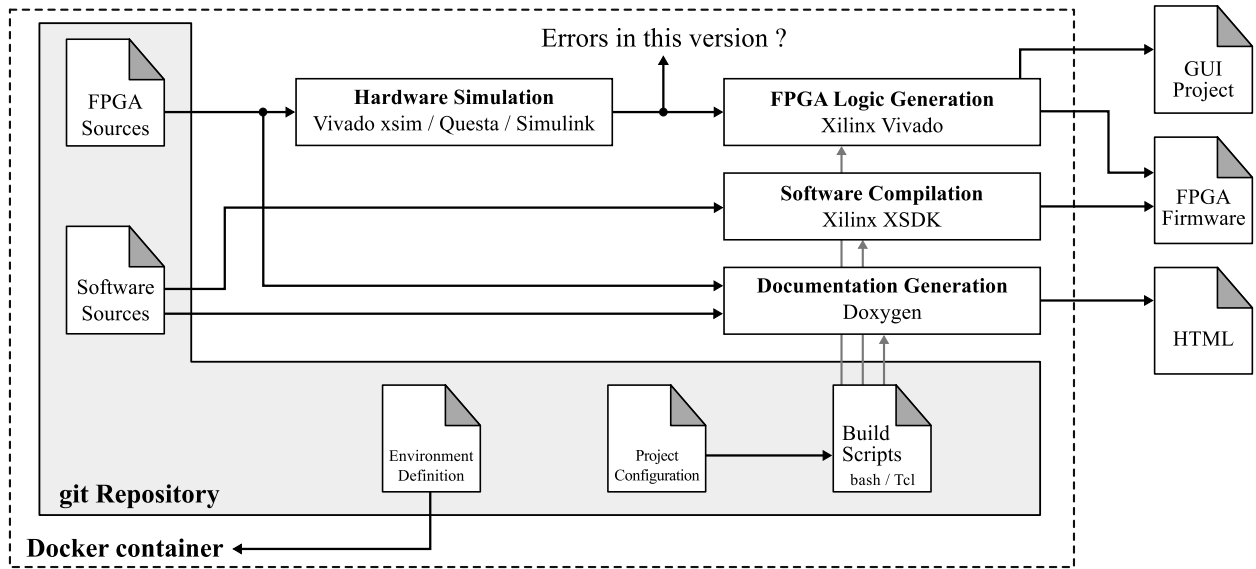 Errors in this version ?
FPGA
Sources
Hardware Simulation
Vivado xsim / Questa / Simulink
FPGA Logic Generation
Xilinx Vivado
GUI
Project
Software Compilation
Xilinx XSDK
FPGA
Firmware
Software
Sources
Documentation Generation
Doxygen
HTML
Environment
Definition
Project
Configuration
Build
Scripts
bash / Tcl
git Repository
Docker container